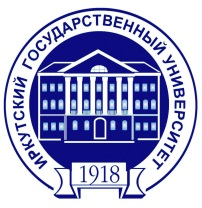 ИРКУТСКИЙ ГОСУДАРСТВЕННЫЙ УНИВЕРСИТЕТ
1918